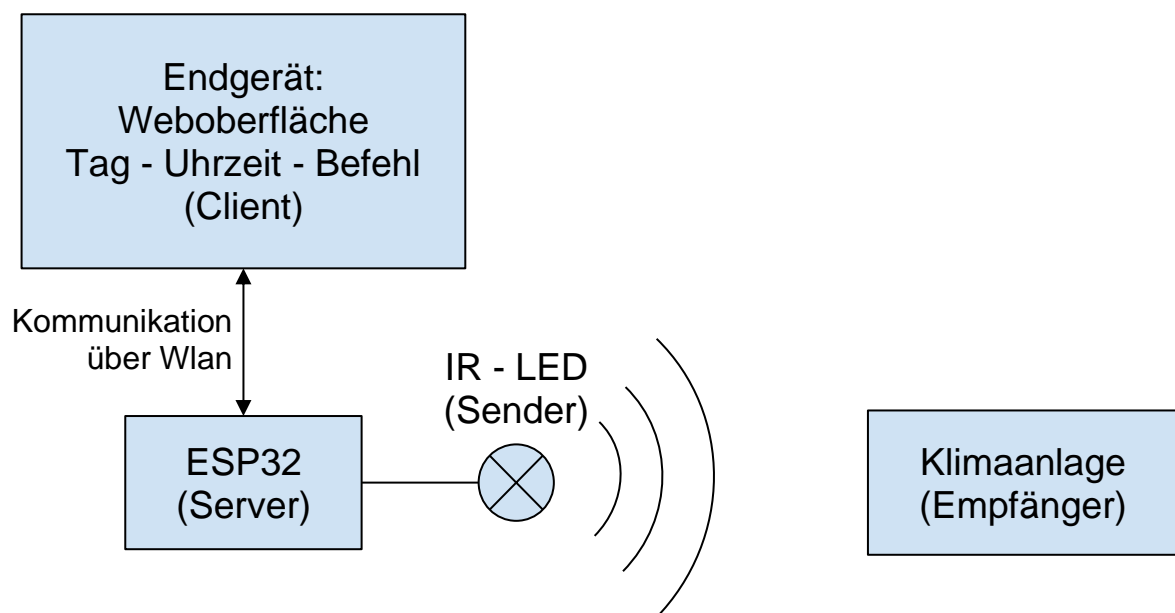 Endgerät:
Weboberfläche
Tag - Uhrzeit - Befehl
(Client)
Kommunikation
über Wlan
IR - LED
(Sender)
ESP32
(Server)
Klimaanlage
(Empfänger)